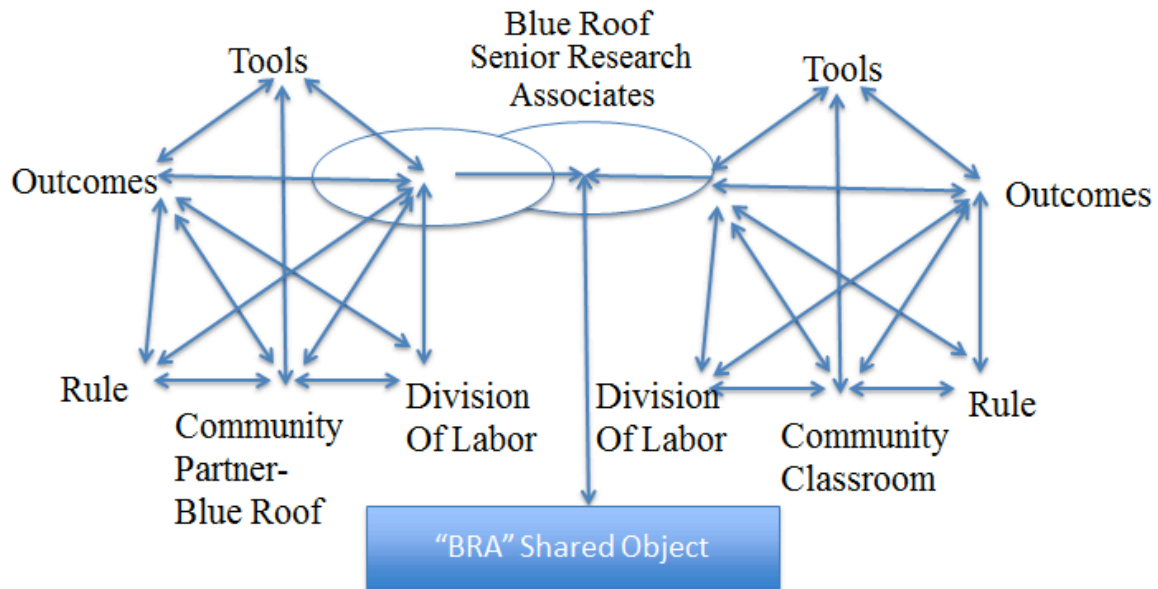 Blue Roof
Senior Research
Associates
Tools
Tools
Outcomes
Outcomes
Rule
Community
Partner-
Blue Roof
Division
Of Labor
Division
Of Labor
Community
Classroom
Rule
“BRA” Shared Object